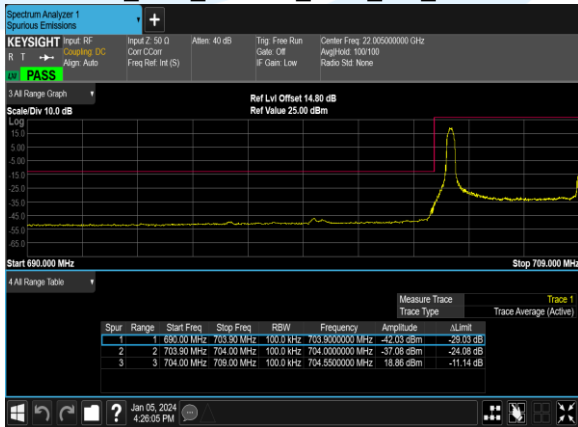 Spectrum Analyzer 1
Spurious Emissions
+
KEYSIGHT Input: RF Input Z: 50 Ω Atten: 40 dB Trig: Free Run Center Freq: 22.005000000 GHz
R T Coupling: DC Corr CCorr Gate: Off Avg|Hold: 100/100
Align: Auto Freq Ref: Int (S) IF Gain: Low Radio Std: None
PASS
3 All Range Graph
Ref Lvl Offset 14.80 dB
Scale/Div 10.0 dB Ref Value 25.00 dBm
Log
15.0
5.00
-5.00
-15.0
-25.0
-35.0
-45.0
-55.0
-65.0
Start 690.000 MHz Stop 709.000 MHz
4 All Range Table
Measure Trace Trace 1
Trace Type Trace Average (Active)
Spur Range Start Freq Stop Freq RBW Frequency Amplitude ΔLimit
1 1 690.00 MHz 703.90 MHz 100.0 kHz 703.9000000 MHz -42.03 dBm -29.03 dB
2 2 703.90 MHz 704.00 MHz 100.0 kHz 704.0000000 MHz -37.08 dBm -24.08 dB
3 3 704.00 MHz 709.00 MHz 100.0 kHz 704.5500000 MHz 18.86 dBm -11.14 dB
? Jan 05, 2024
4:26:05 PM